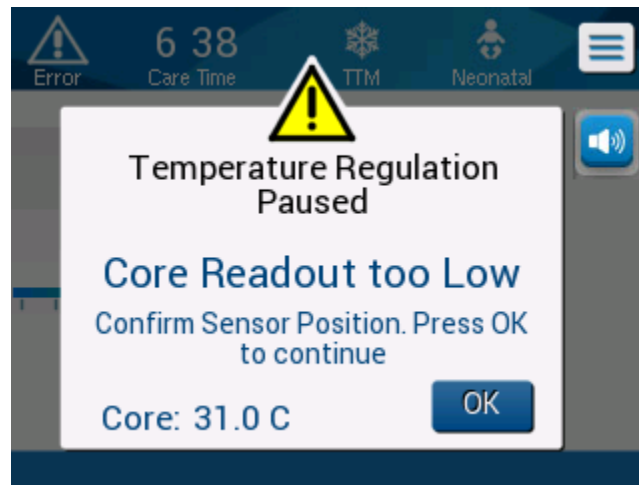 6 38
Error
Care Time
TTM
Neonatal
Temperature Regulation
Paused
Core Readout too Low
Confirm Sensor Position. Press OK
to continue
Core: 31.0 C
OK